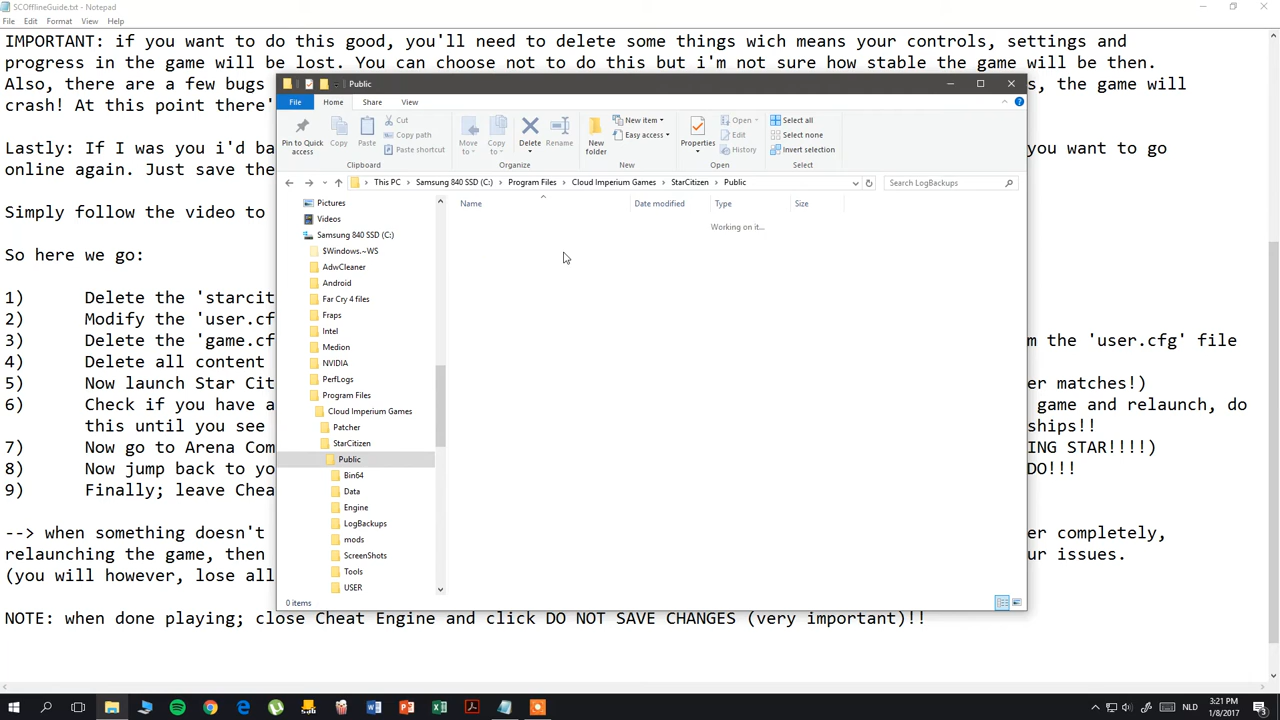 SCOfflineGuide.txt - Notepad
File Edit Format View Help
IMPORTANT: if you want to do this good, you'll need to delete some things wich means your controls, settings and
progress in the game will be lost. You can choose not to do this but i'm not sure how stable the game will be then.
Also, there are a few bugs s, the game will
crash! At this point there'
Lastly: If I was you i'd ba you want to go
online again. Just save the
Simply follow the video to
So here we go:
1) Delete the 'starcit
2) Modify the 'user.cf
3) Delete the 'game.cf m the 'user.cfg' file
4) Delete all content
5) Now launch Star Cit er matches!)
6) Check if you have a game and relaunch, do
this until you see ships!!
7) Now go to Arena Com ING STAR!!!!)
8) Now jump back to yo DO!!!
9) Finally; leave Chea
--> when something doesn't er completely,
relaunching the game, then ur issues.
(you will however, lose all
NOTE: when done playing; close Cheat Engine and click DO NOT SAVE CHANGES (very important)!!
Public
File Home Share View
Pin to Quick access
Copy
Paste
Cut
Copy path
Paste shortcut
Move to
Copy to
Delete
Rename
New folder
New item
Easy access
Properties
Open
Edit
History
Select all
Select none
Invert selection
Clipboard Organize New Open Select
This PC Samsung 840 SSD (C:) Program Files Cloud Imperium Games StarCitizen Public
Search LogBackups
Name Date modified Type Size
Working on it...
Pictures
Videos
Samsung 840 SSD (C:)
$Windows.~WS
AdwCleaner
Android
Far Cry 4 files
Fraps
Intel
Medion
NVIDIA
PerfLogs
Program Files
Cloud Imperium Games
Patcher
StarCitizen
Public
Bin64
Data
Engine
LogBackups
mods
ScreenShots
Tools
USER
0 items
NLD
3:21 PM
1/8/2017